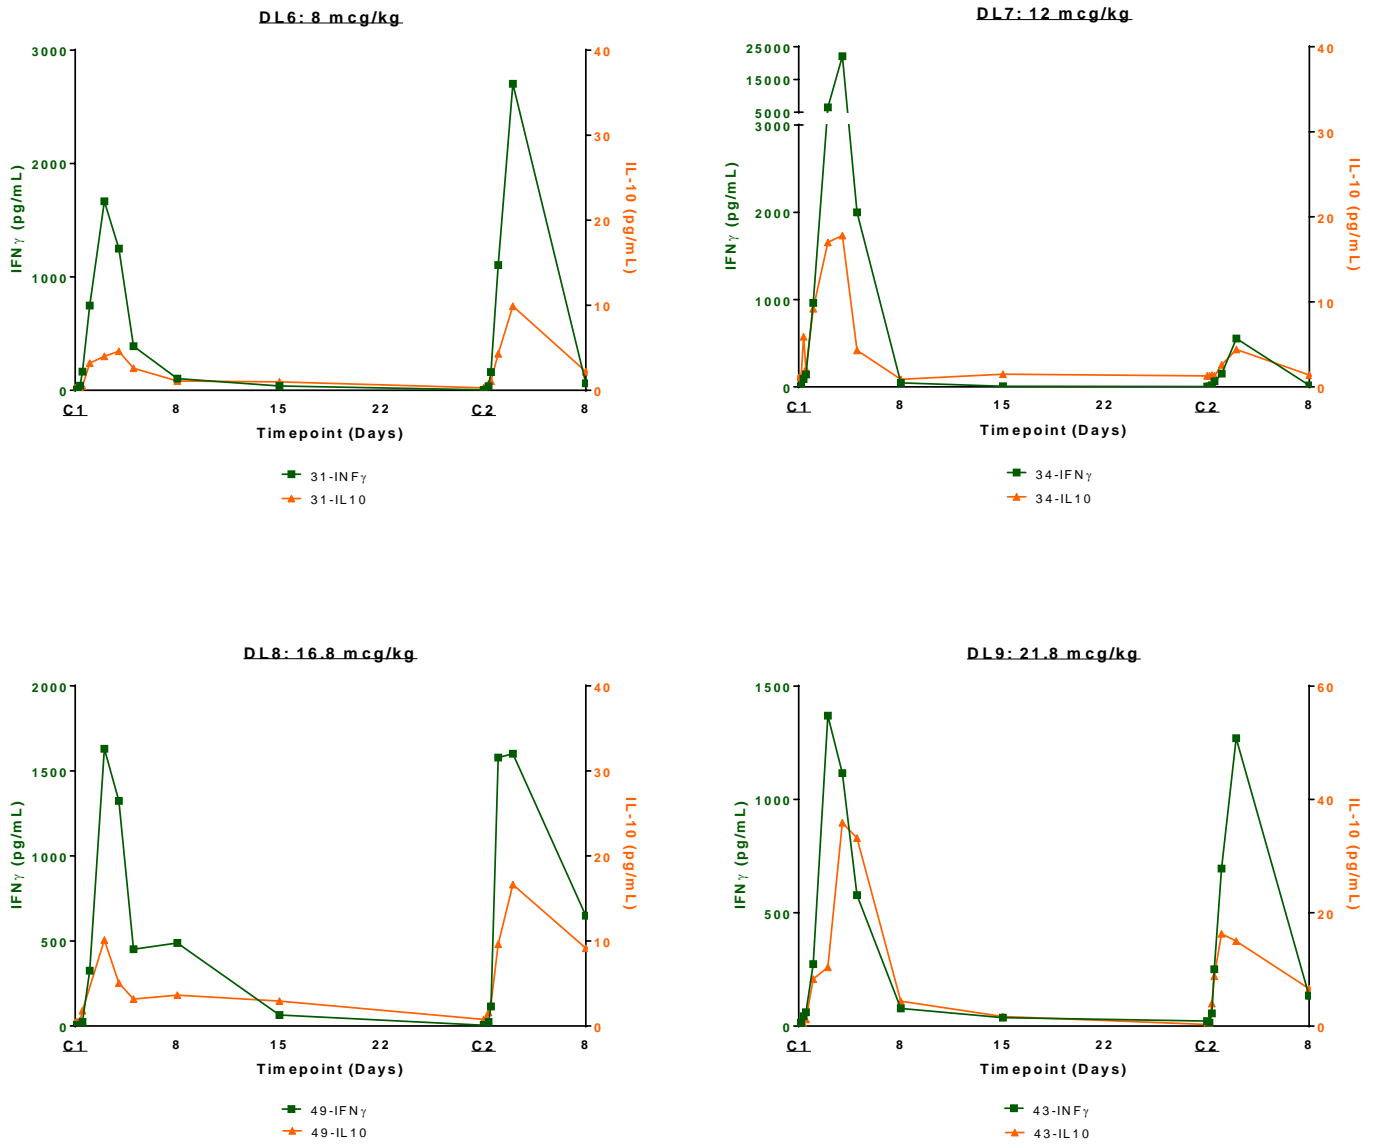 DL6: 8 mcg/kg
3000
2000
1000
0
IFNγ (pg/mL)
40
30
20
10
0
IL-10 (pg/mL)
C1 8 15 22 C2 8
Timepoint (Days)
31-INFγ
31-IL10
DL7: 12 mcg/kg
25000
15000
5000
3000
2000
1000
0
IFNγ (pg/mL)
40
30
20
10
0
IL-10 (pg/mL)
C1 8 15 22 C2 8
Timepoint (Days)
34-IFNγ
34-IL10
DL8: 16.8 mcg/kg
2000
1500
1000
500
0
IFNγ (pg/mL)
40
30
20
10
0
IL-10 (pg/mL)
C1 8 15 22 C2 8
Timepoint (Days)
49-IFNγ
49-IL10
DL9: 21.8 mcg/kg
1500
1000
500
0
IFNγ (pg/mL)
60
40
20
0
IL-10 (pg/mL)
C1 8 15 22 C2 8
Timepoint (Days)
43-INFγ
43-IL10